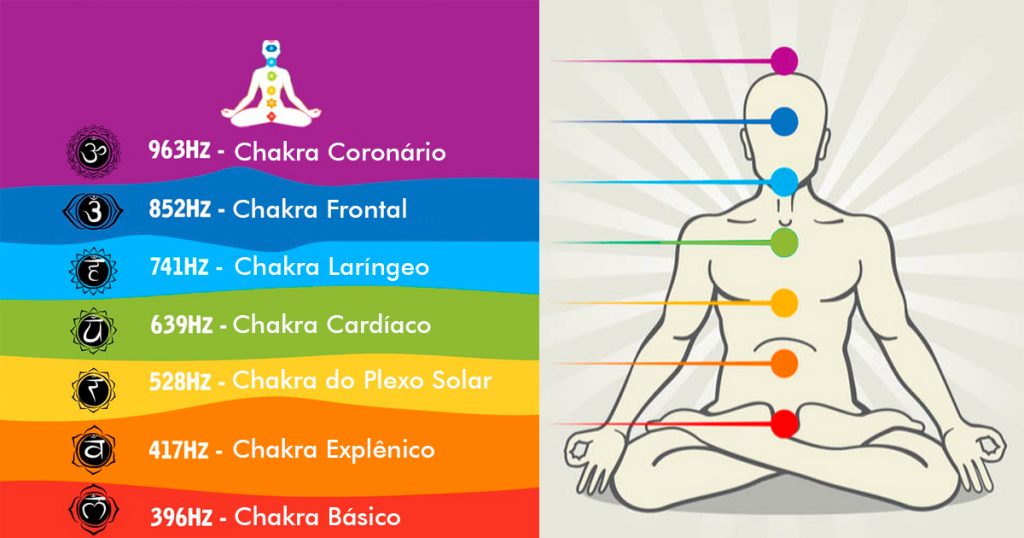 ॐ 963HZ - Chakra Coronário
ॐ 852HZ - Chakra Frontal
हं 741HZ - Chakra Laríngeo
यं 639HZ - Chakra Cardíaco
रं 528HZ - Chakra do Plexo Solar
वं 417HZ - Chakra Explênico
लं 396HZ - Chakra Básico